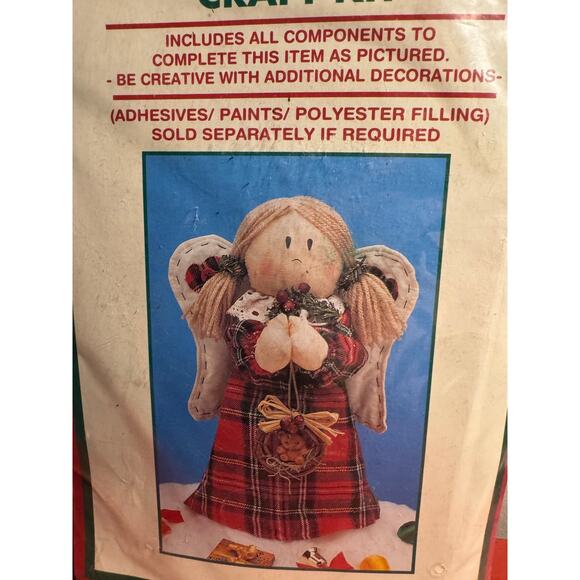 CRAFT KIT
INCLUDES ALL COMPONENTS TO
COMPLETE THIS ITEM AS PICTURED.
- BE CREATIVE WITH ADDITIONAL DECORATIONS-
(ADHESIVES/ PAINTS/ POLYESTER FILLING)
SOLD SEPARATELY IF REQUIRED